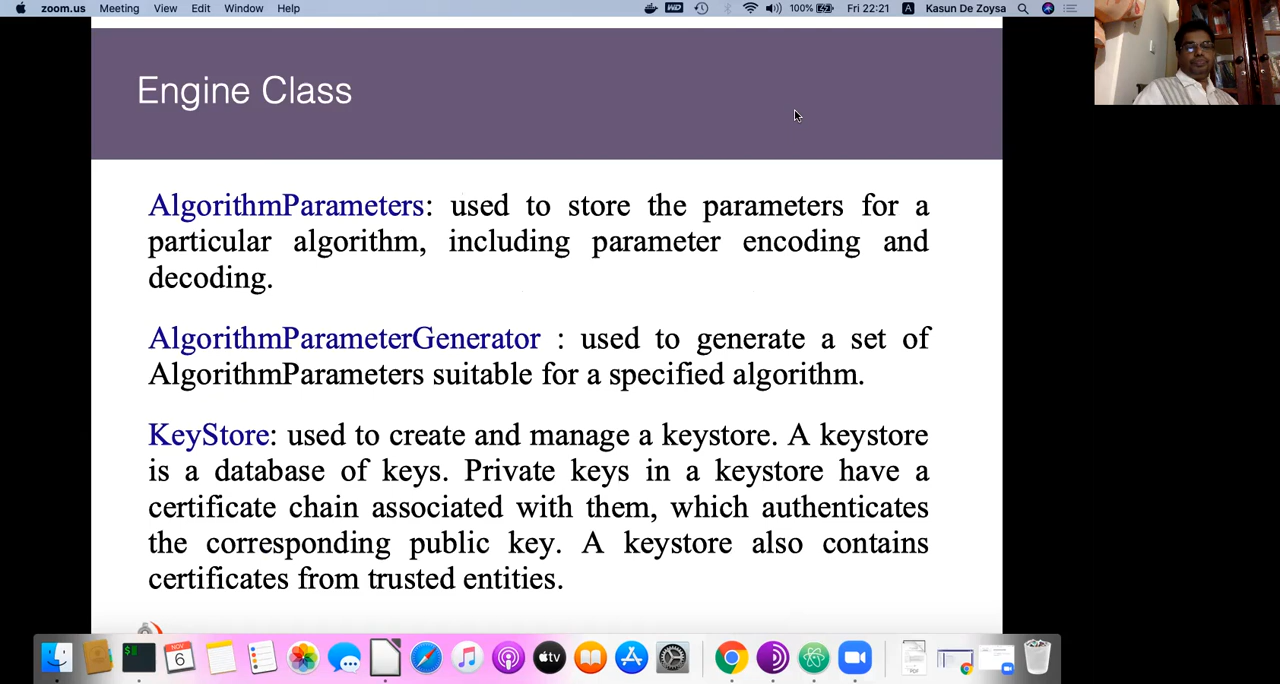 zoom.us Meeting View Edit Window Help 100% Fri 22:21 A Kasun De Zoysa
Engine Class
AlgorithmParameters: used to store the parameters for a
particular algorithm, including parameter encoding and
decoding.
AlgorithmParameterGenerator : used to generate a set of
AlgorithmParameters suitable for a specified algorithm.
KeyStore: used to create and manage a keystore. A keystore
is a database of keys. Private keys in a keystore have a
certificate chain associated with them, which authenticates
the corresponding public key. A keystore also contains
certificates from trusted entities.
$
NOV
6
tv
PDF